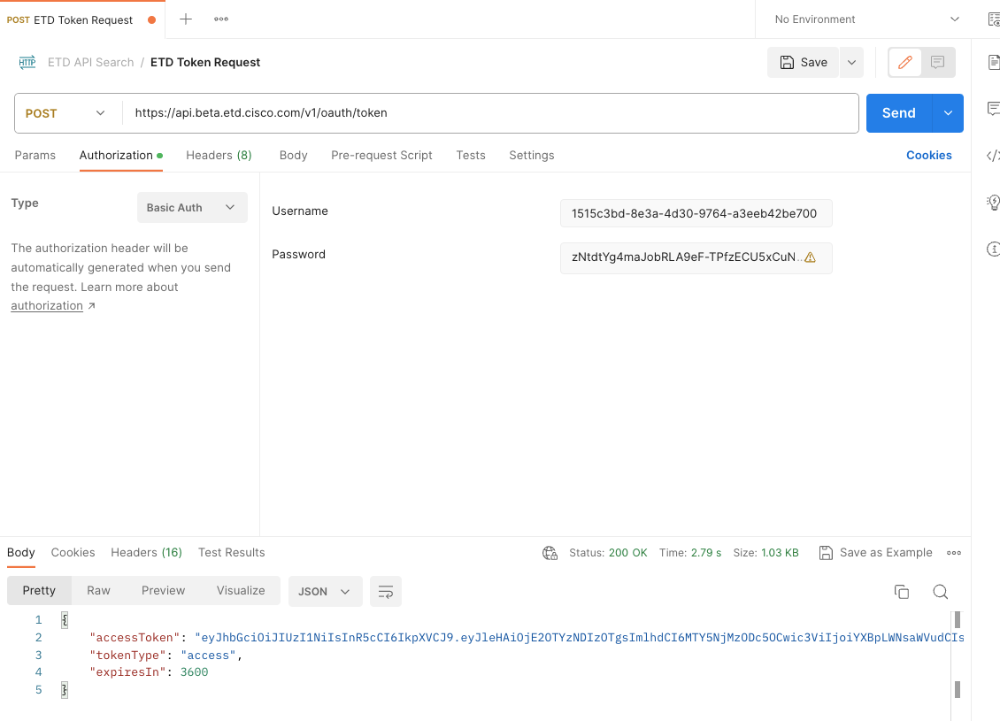 POST ETD Token Request
No Environment
HTTP ETD API Search / ETD Token Request
Save
POST https://api.beta.etd.cisco.com/v1/oauth/token
Send
Params Authorization Headers (8) Body Pre-request Script Tests Settings Cookies
Type
Basic Auth
The authorization header will be
automatically generated when you send
the request. Learn more about
authorization ↗
Username
1515c3bd-8e3a-4d30-9764-a3eeb42be700
Password
zNtdtYg4maJobRLA9eF-TPfzECU5xCuN...
Body Cookies Headers (16) Test Results
Status: 200 OK Time: 2.79 s Size: 1.03 KB Save as Example
Pretty Raw Preview Visualize JSON
1 {
2 "accessToken": "eyJhbGciOiJIUzI1NiIsInR5cCI6IkpXVCJ9.eyJleHAiOjE2OTYzNDIzOTgsImlhdCI6MTY5NjMzODc5OCwic3ViIjoiYXBpLWNsaWVudCIs
3 "tokenType": "access",
4 "expiresIn": 3600
5 }